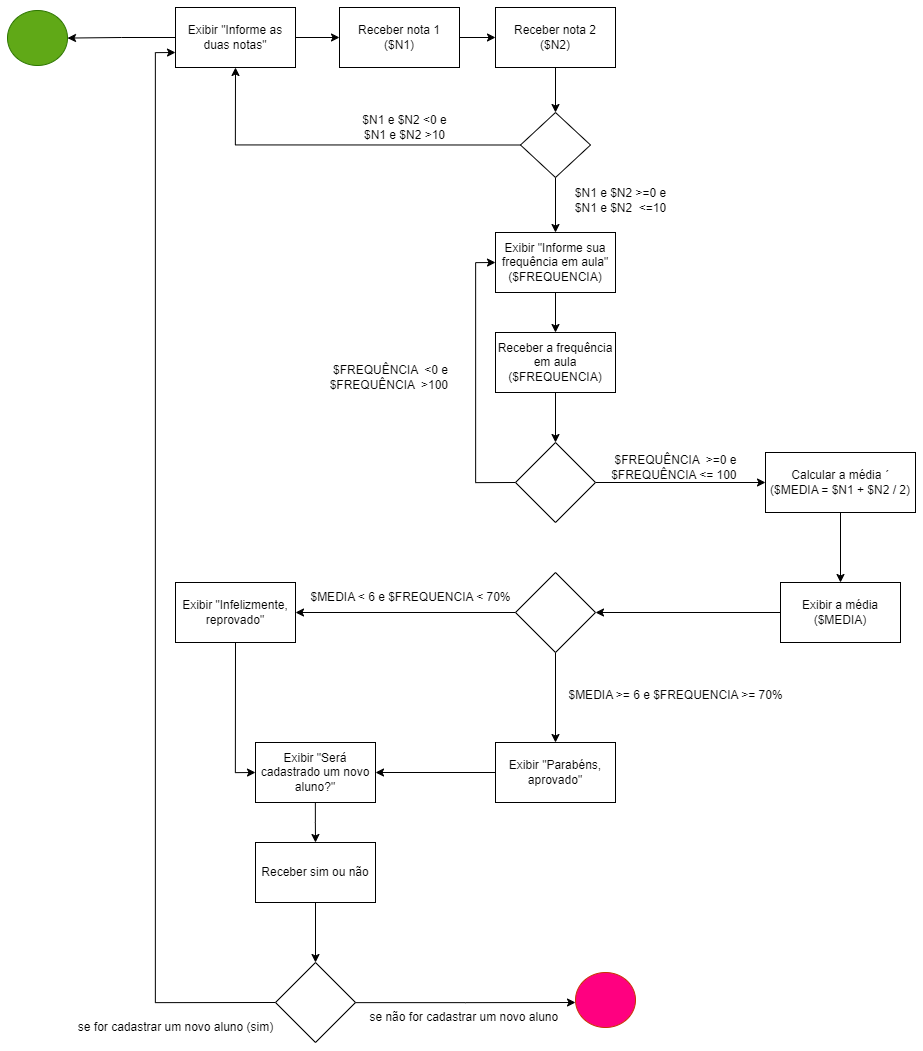 Exibir "Informe as
duas notas"
Receber nota 1
($N1)
Receber nota 2
($N2)
$N1 e $N2 <0 e
$N1 e $N2 >10
$N1 e $N2 >=0 e
$N1 e $N2 <=10
Exibir "Informe sua
frequência em aula"
($FREQUENCIA)
$FREQUÊNCIA <0 e
$FREQUÊNCIA >100
Receber a frequência
em aula
($FREQUENCIA)
$FREQUÊNCIA >=0 e
$FREQUÊNCIA <= 100
Calcular a média ´
($MEDIA = $N1 + $N2 / 2)
Exibir "Infelizmente,
reprovado"
$MEDIA < 6 e $FREQUENCIA < 70%
Exibir a média
($MEDIA)
$MEDIA >= 6 e $FREQUENCIA >= 70%
Exibir "Será
cadastrado um novo
aluno?"
Exibir "Parabéns,
aprovado"
Receber sim ou não
se for cadastrar um novo aluno (sim)
se não for cadastrar um novo aluno